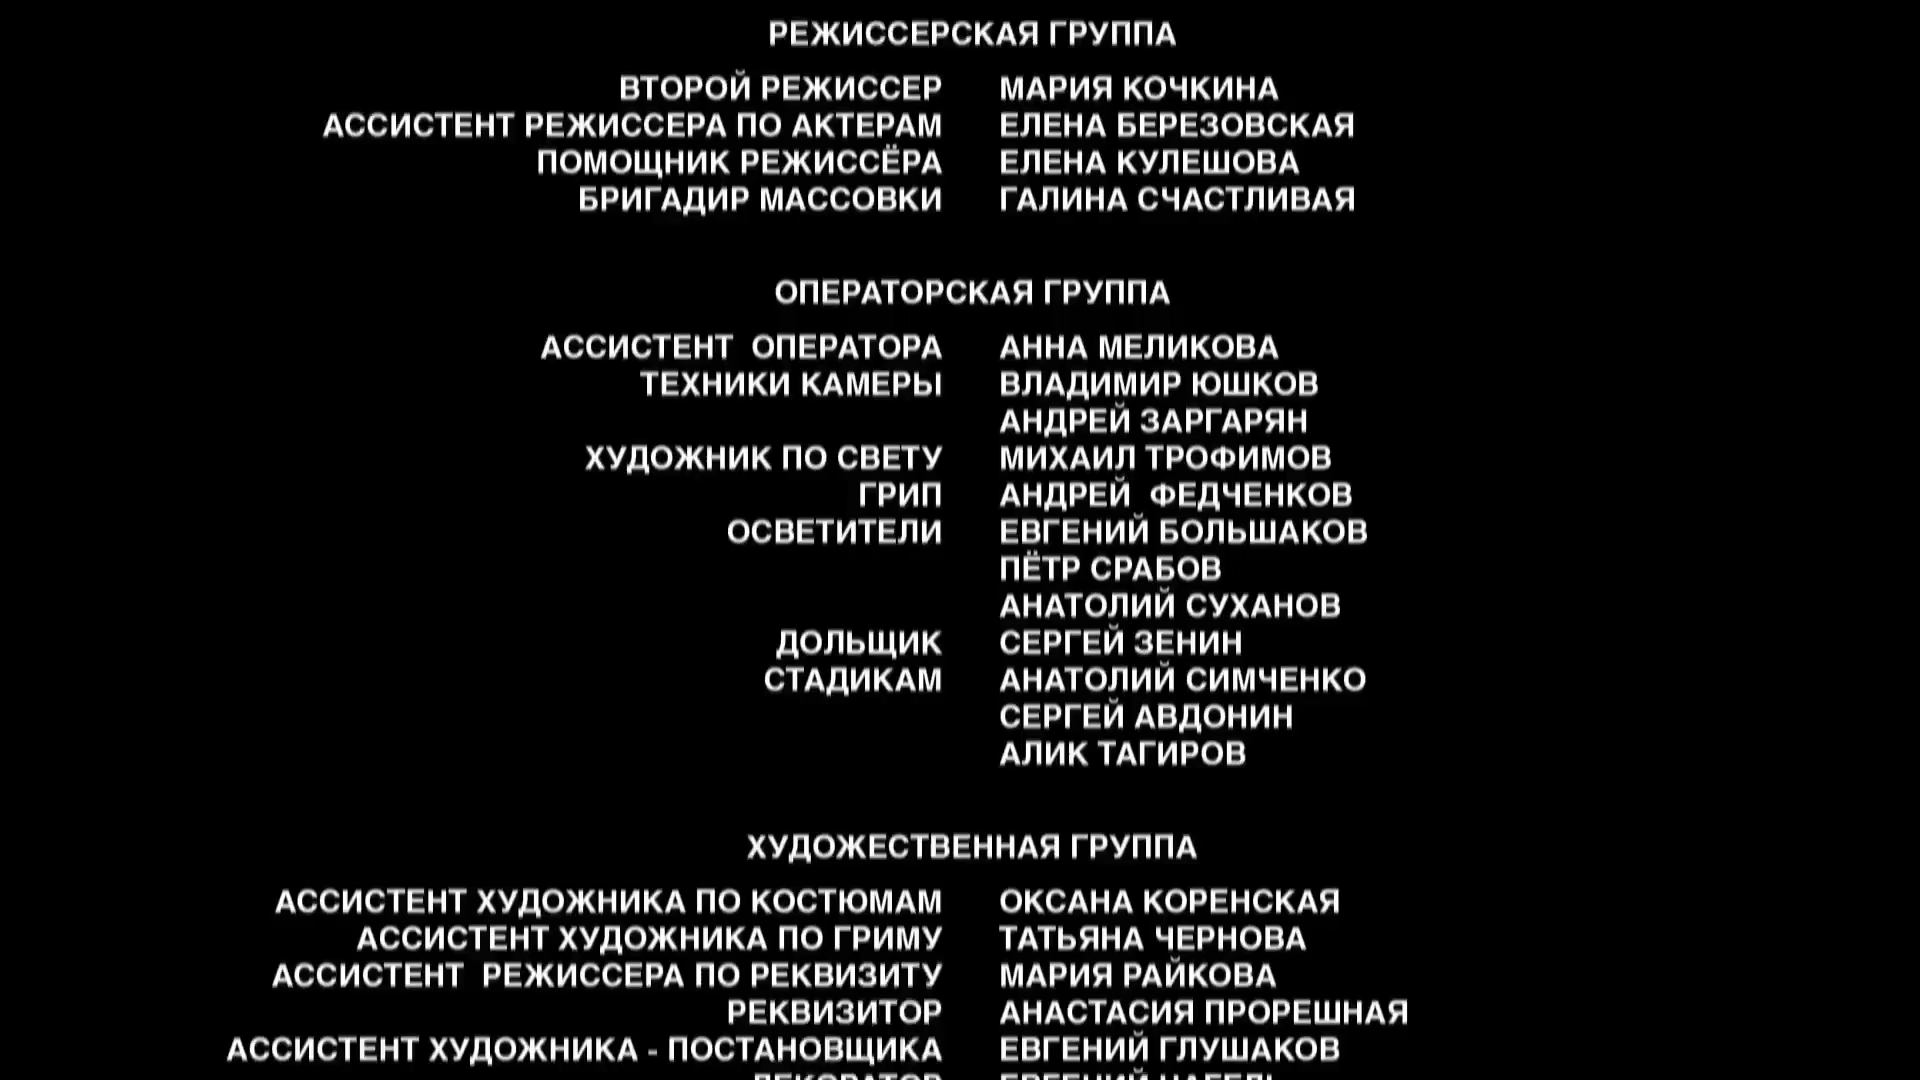 РЕЖИССЕРСКАЯ ГРУППА
ВТОРОЙ РЕЖИССЕР МАРИЯ КОЧКИНА
АССИСТЕНТ РЕЖИССЕРА ПО АКТЕРАМ ЕЛЕНА БЕРЕЗОВСКАЯ
ПОМОЩНИК РЕЖИССЁРА ЕЛЕНА КУЛЕШОВА
БРИГАДИР МАССОВКИ ГАЛИНА СЧАСТЛИВАЯ
ОПЕРАТОРСКАЯ ГРУППА
АССИСТЕНТ ОПЕРАТОРА АННА МЕЛИКОВА
ТЕХНИКИ КАМЕРЫ ВЛАДИМИР ЮШКОВ
АНДРЕЙ ЗАРГАРЯН
ХУДОЖНИК ПО СВЕТУ МИХАИЛ ТРОФИМОВ
ГРИП АНДРЕЙ ФЕДЧЕНКОВ
ОСВЕТИТЕЛИ ЕВГЕНИЙ БОЛЬШАКОВ
ПЁТР СРАБОВ
АНАТОЛИЙ СУХАНОВ
ДОЛЬЩИК СЕРГЕЙ ЗЕНИН
СТАДИКАМ АНАТОЛИЙ СИМЧЕНКО
СЕРГЕЙ АВДОНИН
АЛИК ТАГИРОВ
ХУДОЖЕСТВЕННАЯ ГРУППА
АССИСТЕНТ ХУДОЖНИКА ПО КОСТЮМАМ ОКСАНА КОРЕНСКАЯ
АССИСТЕНТ ХУДОЖНИКА ПО ГРИМУ ТАТЬЯНА ЧЕРНОВА
АССИСТЕНТ РЕЖИССЕРА ПО РЕКВИЗИТУ МАРИЯ РАЙКОВА
РЕКВИЗИТОР АНАСТАСИЯ ПРОРЕШНАЯ
АССИСТЕНТ ХУДОЖНИКА - ПОСТАНОВЩИКА ЕВГЕНИЙ ГЛУШАКОВ
ДЕКОРАТОР ЕВГЕНИЙ